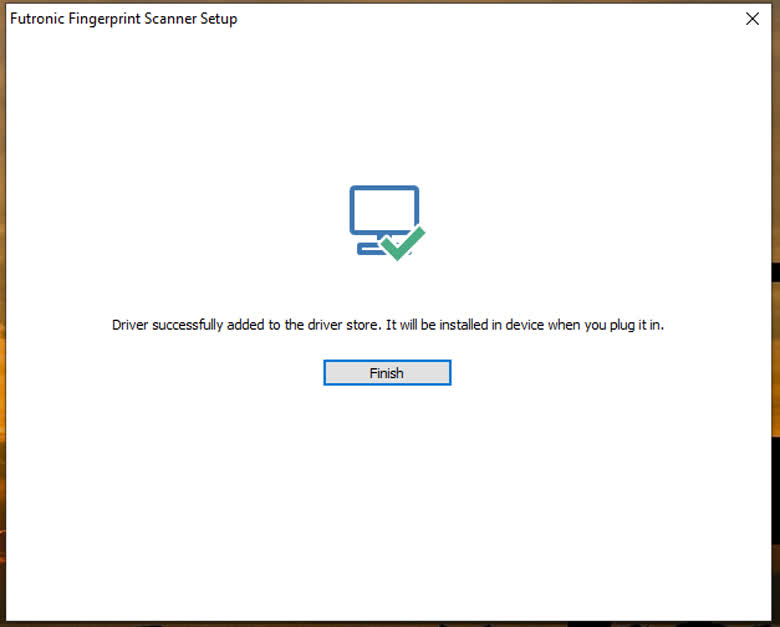 Futronic Fingerprint Scanner Setup
Driver successfully added to the driver store. It will be installed in device when you plug it in.
Finish